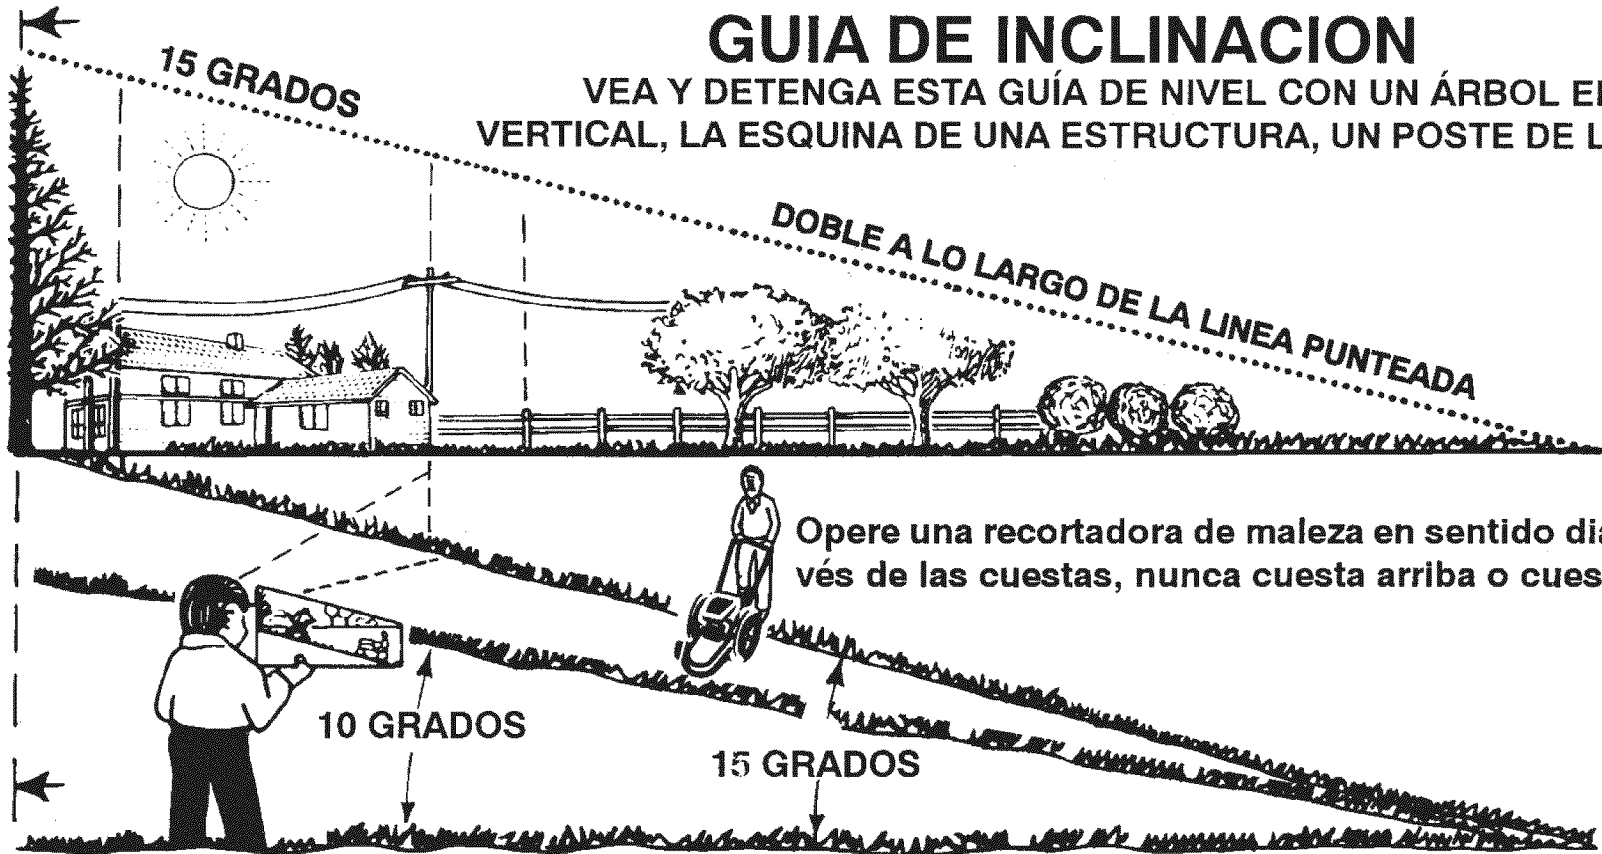 GUIA DE INCLINACION
VEA Y DETENGA ESTA GUÍA DE NIVEL CON UN ÁRBOL
VERTICAL, LA ESQUINA DE UNA ESTRUCTURA, UN POSTE DE
15 GRADOS
DOBLE A LO LARGO DE LA LINEA PUNTEADA
Opere una recortadora de maleza en sentido
vés de las cuestas, nunca cuesta arriba o
10 GRADOS
15 GRADOS